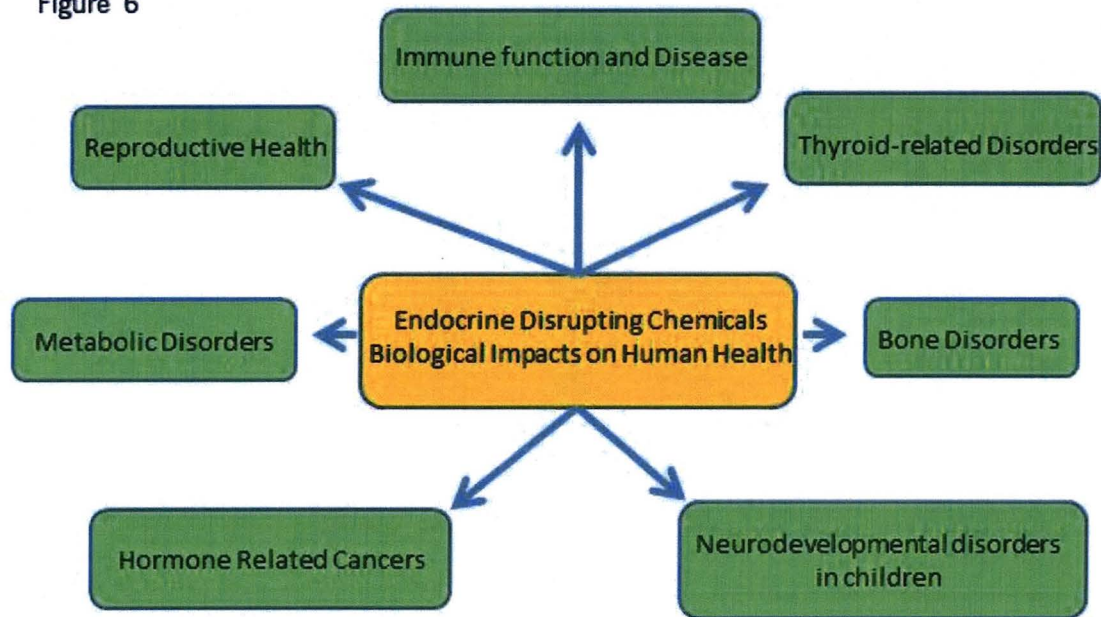 Figure 6
Immune function and Disease
Reproductive Health
Thyroid-related Disorders
Endocrine Disrupting Chemicals
Biological Impacts on Human Health
Metabolic Disorders
Bone Disorders
Hormone Related Cancers
Neurodevelopmental disorders
in children